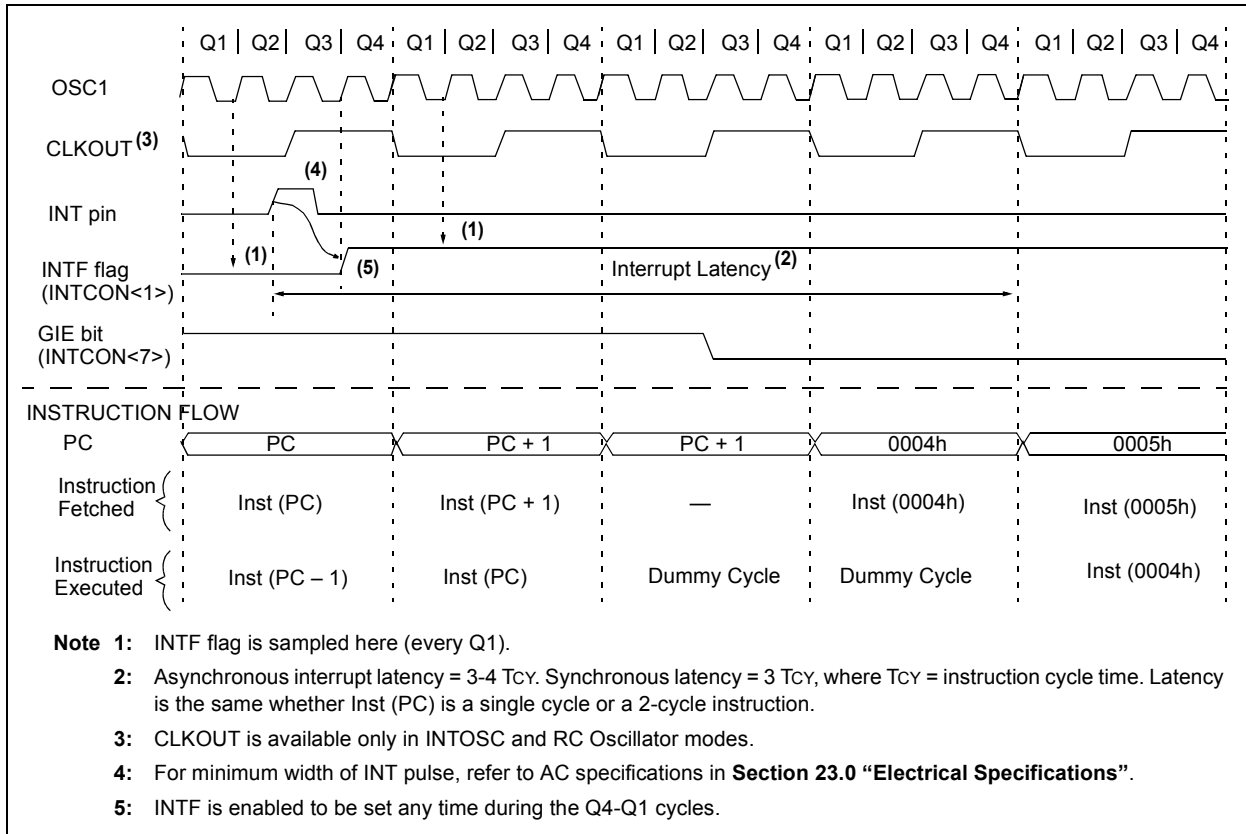 Q1 Q2 Q3 Q4 Q1 Q2 Q3 Q4 Q1 Q2 Q3 Q4 Q1 Q2 Q3 Q4 Q1 Q2 Q3 Q4
OSC1
CLKOUT (3)
(4)
INT pin
(1)
(1)
INTF flag
(INTCON<1>)
(5)
Interrupt Latency (2)
GIE bit
(INTCON<7>)
INSTRUCTION FLOW
PC PC PC + 1 PC + 1 0004h 0005h
Instruction
Fetched
Inst (PC) Inst (PC + 1) — Inst (0004h) Inst (0005h)
Instruction
Executed
Inst (PC – 1) Inst (PC) Dummy Cycle Dummy Cycle Inst (0004h)
Note 1: INTF flag is sampled here (every Q1).
2: Asynchronous interrupt latency = 3-4 TCY. Synchronous latency = 3 TCY, where TCY = instruction cycle time. Latency
is the same whether Inst (PC) is a single cycle or a 2-cycle instruction.
3: CLKOUT is available only in INTOSC and RC Oscillator modes.
4: For minimum width of INT pulse, refer to AC specifications in Section 23.0 “Electrical Specifications”.
5: INTF is enabled to be set any time during the Q4-Q1 cycles.